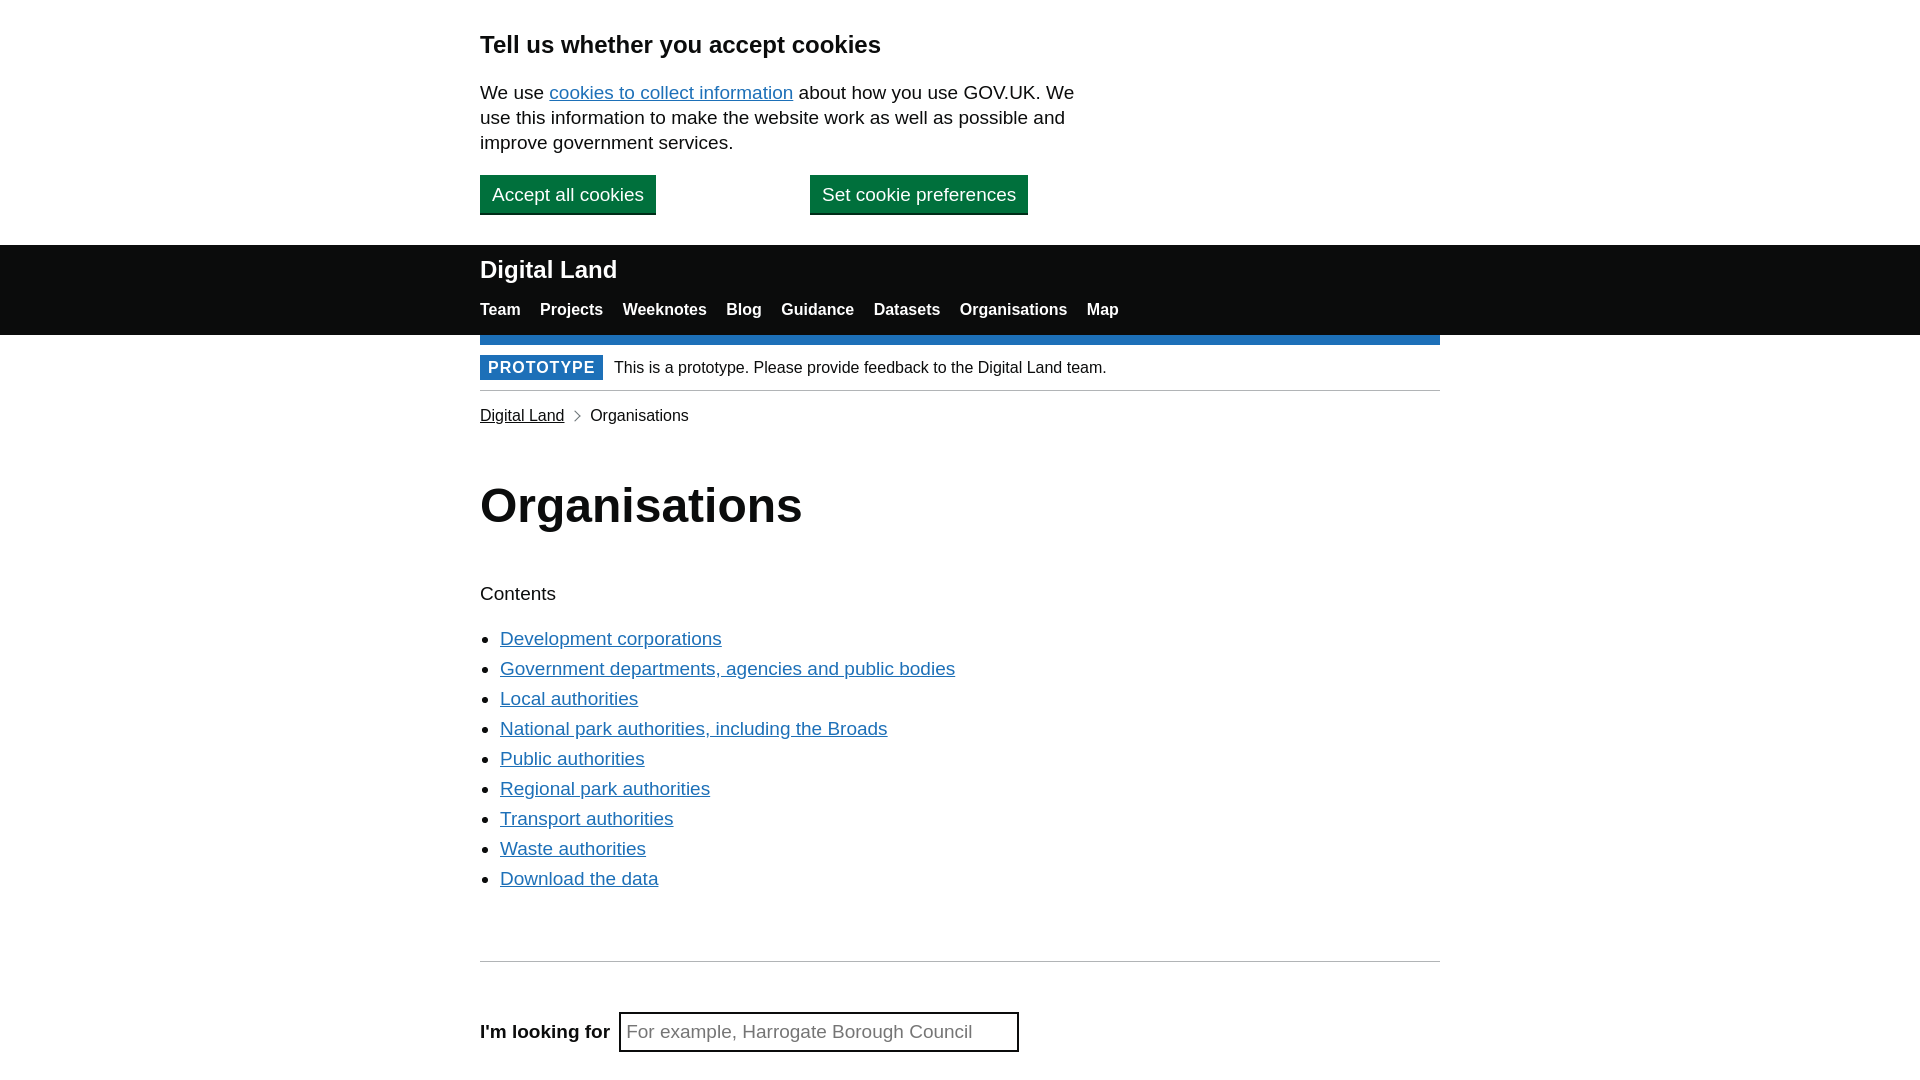 Tell us whether you accept cookies
We use cookies to collect information about how you use GOV.UK. We
use this information to make the website work as well as possible and
improve government services.
Accept all cookies
Set cookie preferences
Digital Land
Team Projects Weeknotes Blog Guidance Datasets Organisations Map
PROTOTYPE This is a prototype. Please provide feedback to the Digital Land team.
Digital Land Organisations
Organisations
Contents
Development corporations
Government departments, agencies and public bodies
Local authorities
National park authorities, including the Broads
Public authorities
Regional park authorities
Transport authorities
Waste authorities
Download the data
I'm looking for For example, Harrogate Borough Council